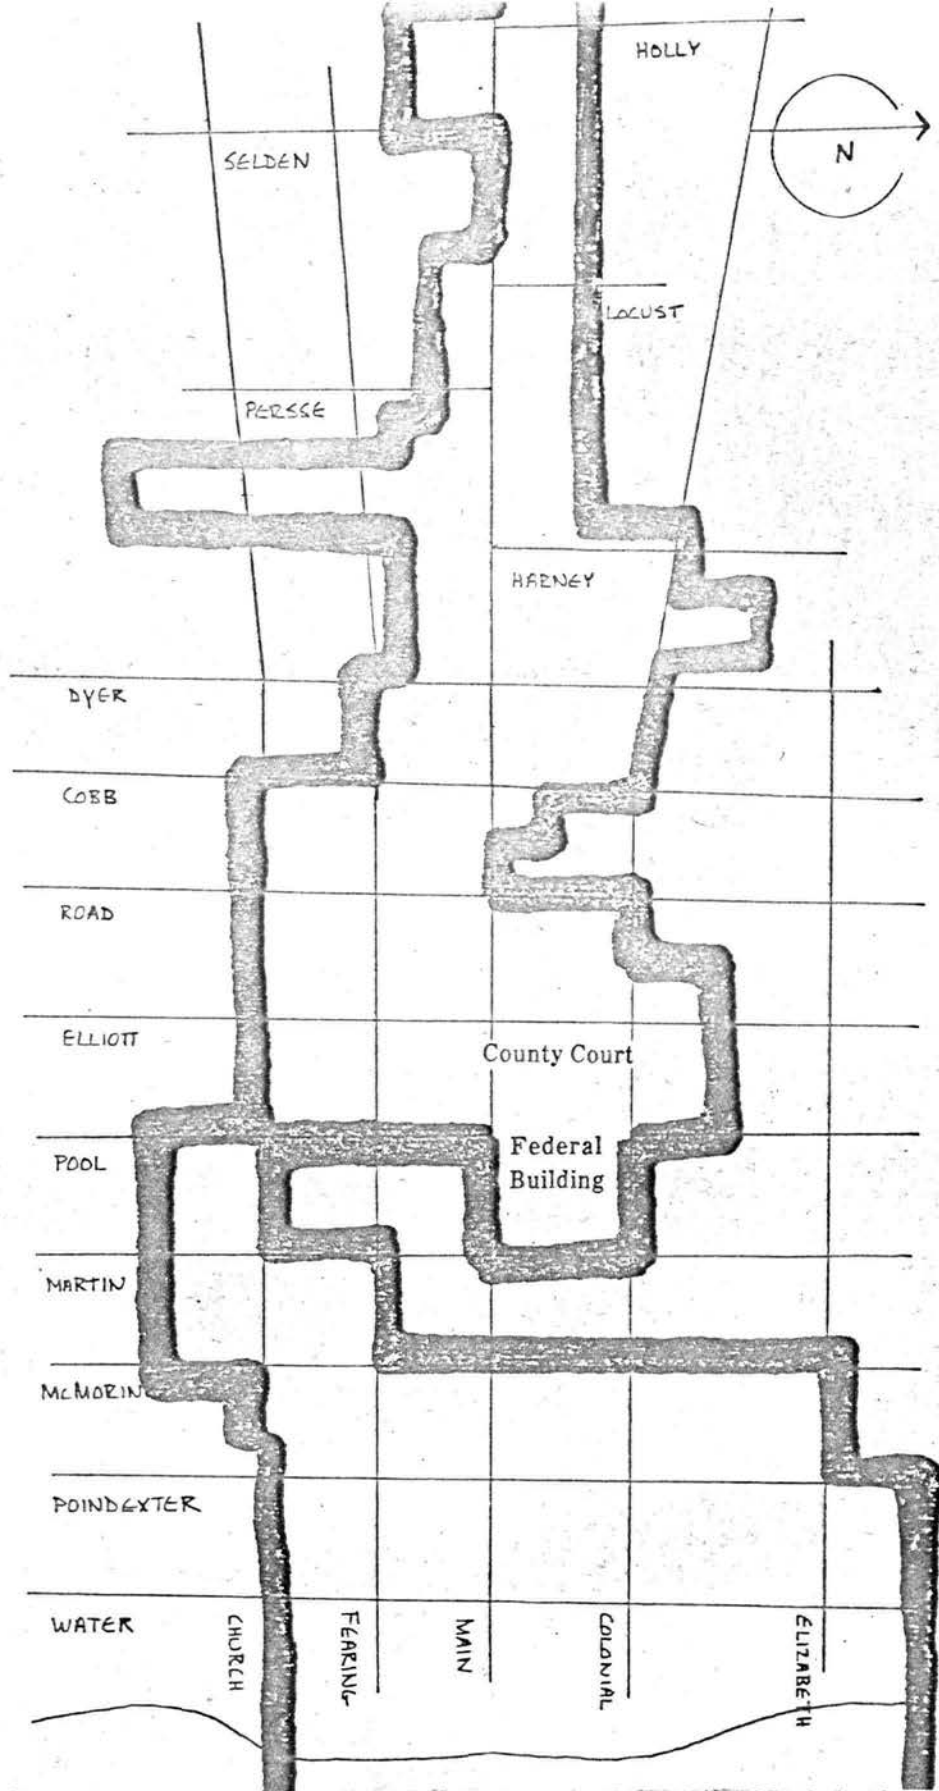 HOLLY
N
SELDEN
LOCUST
PERSSE
HARNEY
DYER
COBB
ROAD
ELLIOTT
County Court
POOL
Federal
Building
MARTIN
McMORIN
POINDEXTER
WATER
CHURCH
FEARING
MAIN
COLONIAL
ELIZABETH